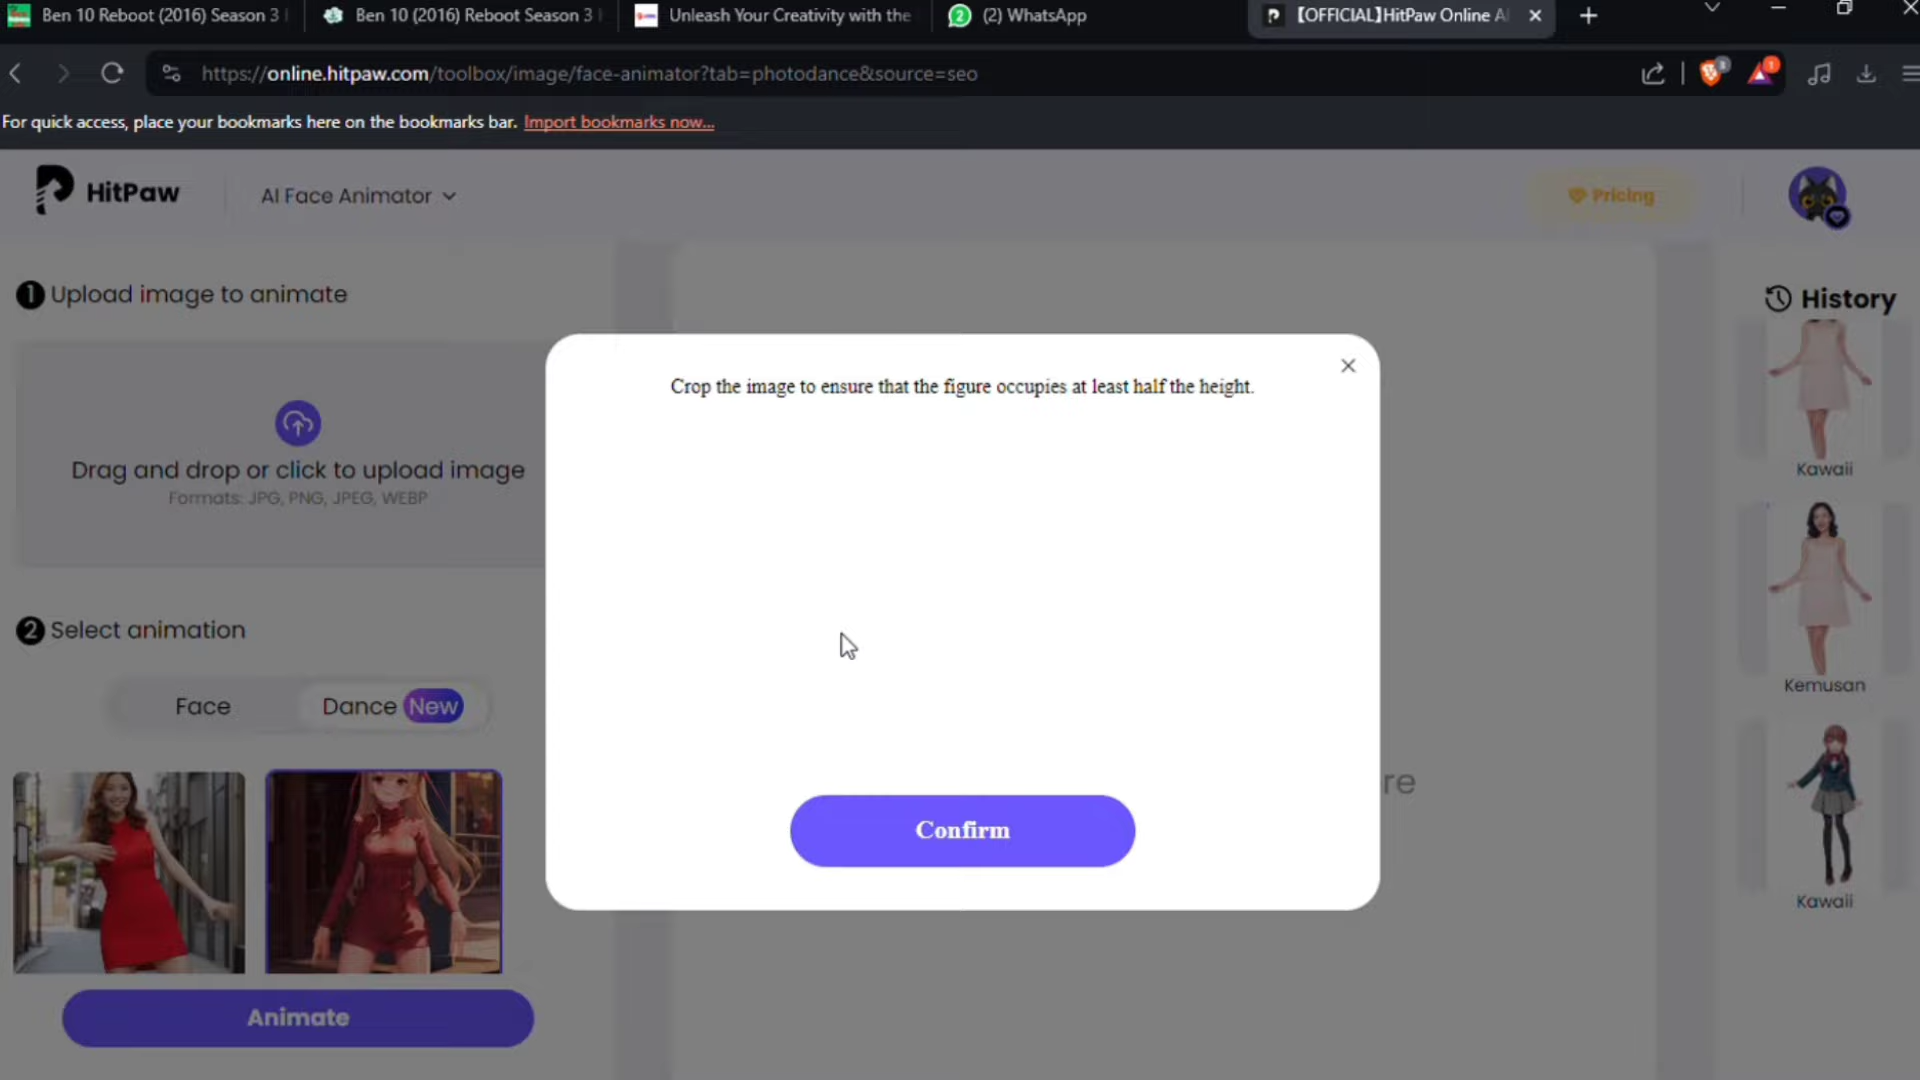 Ben 10 Reboot (2016) Season 3
Ben 10 (2016) Reboot Season 3
Unleash Your Creativity with the
(2) WhatsApp
【OFFICIAL】HitPaw Online AI
https://online.hitpaw.com/toolbox/image/face-animator?tab=photodance&source=seo
For quick access, place your bookmarks here on the bookmarks bar. Import bookmarks now...
HitPaw
AI Face Animator
Pricing
1 Upload image to animate
Drag and drop or click to upload image
Formats: JPG, PNG, JPEG, WEBP
2 Select animation
Face
Dance New
Animate
Crop the image to ensure that the figure occupies at least half the height.
Confirm
re
History
Kawaii
Kemusan
Kawaii